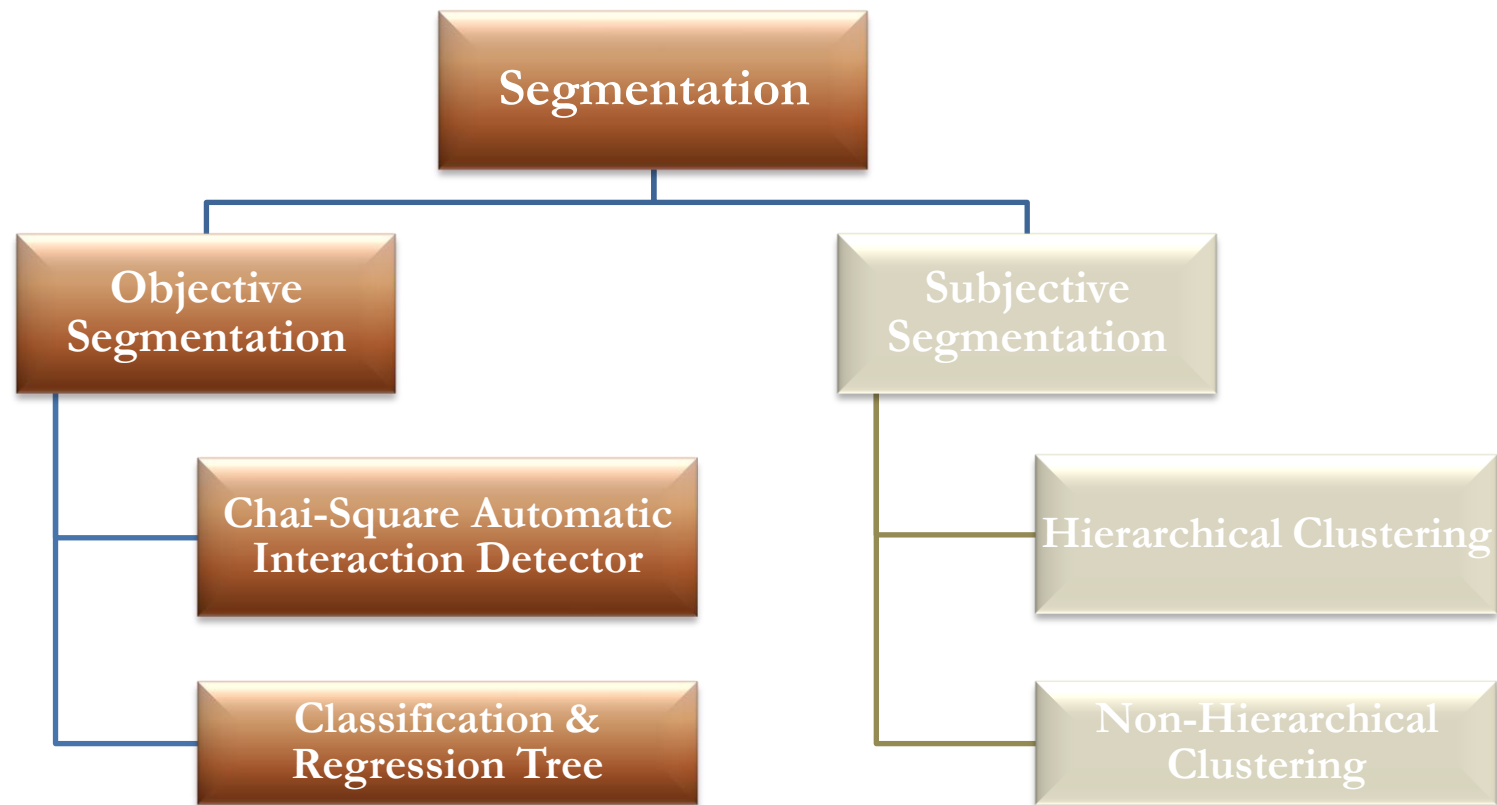 Segmentation
Objective
Segmentation
Subjective
Segmentation
Chai-Square Automatic
Interaction Detector
Hierarchical Clustering
Classification &
Regression Tree
Non-Hierarchical
Clustering